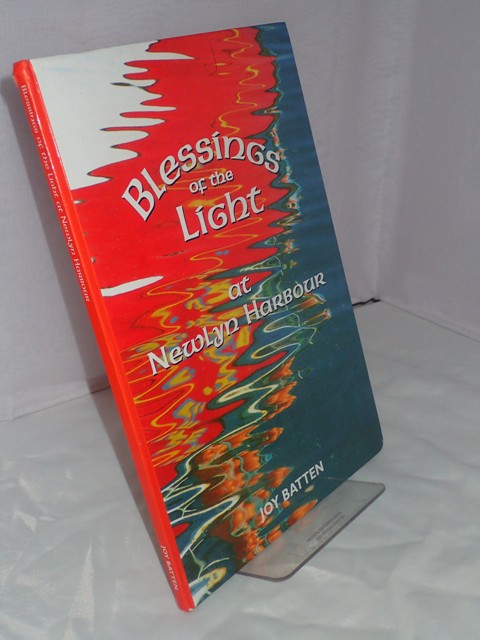 Blessings
of the
Light
at
Newlyn Harbour
JOY BATTEN
Blessings of the Light at Newlyn Harbour
JOY BATTEN